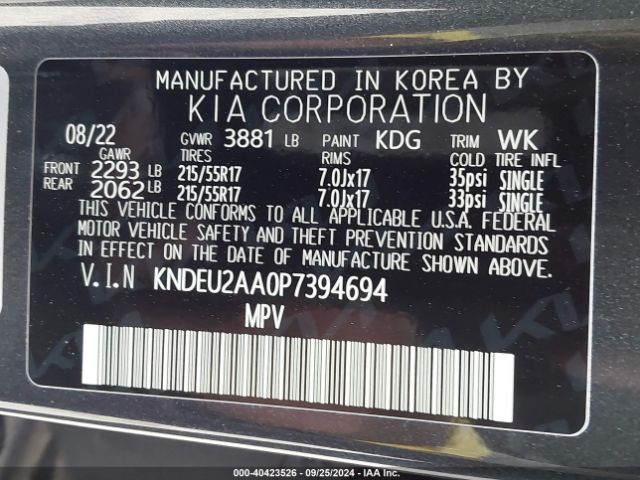 MANUFACTURED IN KOREA BY
KIA CORPORATION
08/22 GVWR 3881 LB PAINT KDG TRIM WK
GAWR TIRES RIMS COLD TIRE INFL
FRONT 2293 LB 215/55R17 7.0Jx17 35psi SINGLE
REAR 2062 LB 215/55R17 7.0Jx17 33psi SINGLE
THIS VEHICLE CONFORMS TO ALL APPLICABLE U.S.A. FEDERAL
MOTOR VEHICLE SAFETY AND THEFT PREVENTION STANDARDS
IN EFFECT ON THE DATE OF MANUFACTURE SHOWN ABOVE.
V.I.N KNDEU2AA0P7394694
MPV
000-40423526 - 09/25/2024 - IAA Inc.